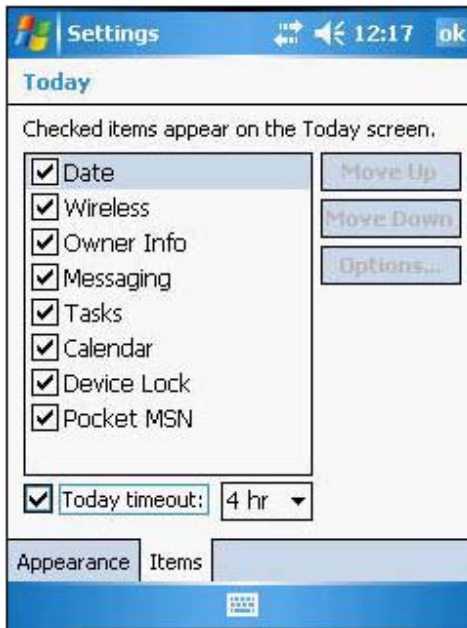 Settings 12:17 ok
Today
Checked items appear on the Today screen.
Date
Move Up
Wireless
Move Down
Owner Info
Options...
Messaging
Tasks
Calendar
Device Lock
Pocket MSN
Today timeout: 4 hr
Appearance Items